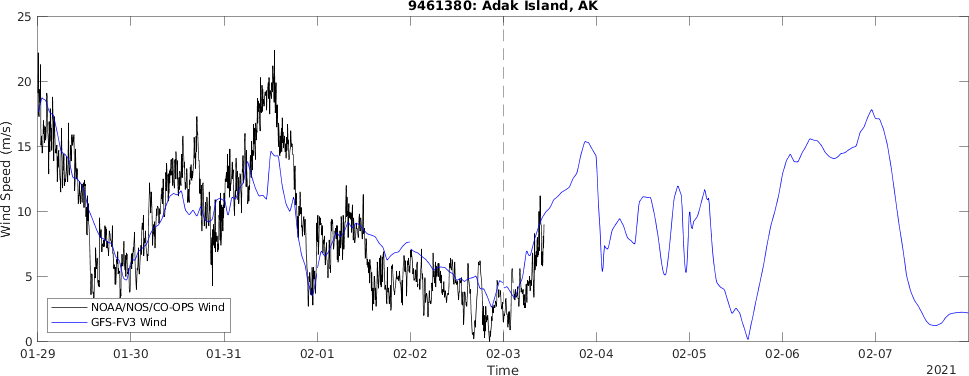 9461380: Adak Island, AK
25
20
15
10
5
0
Wind Speed (m/s)
NOAA/NOS/CO-OPS Wind
GFS-FV3 Wind
01-29 01-30 01-31 02-01 02-02 02-03 02-04 02-05 02-06 02-07
Time
2021